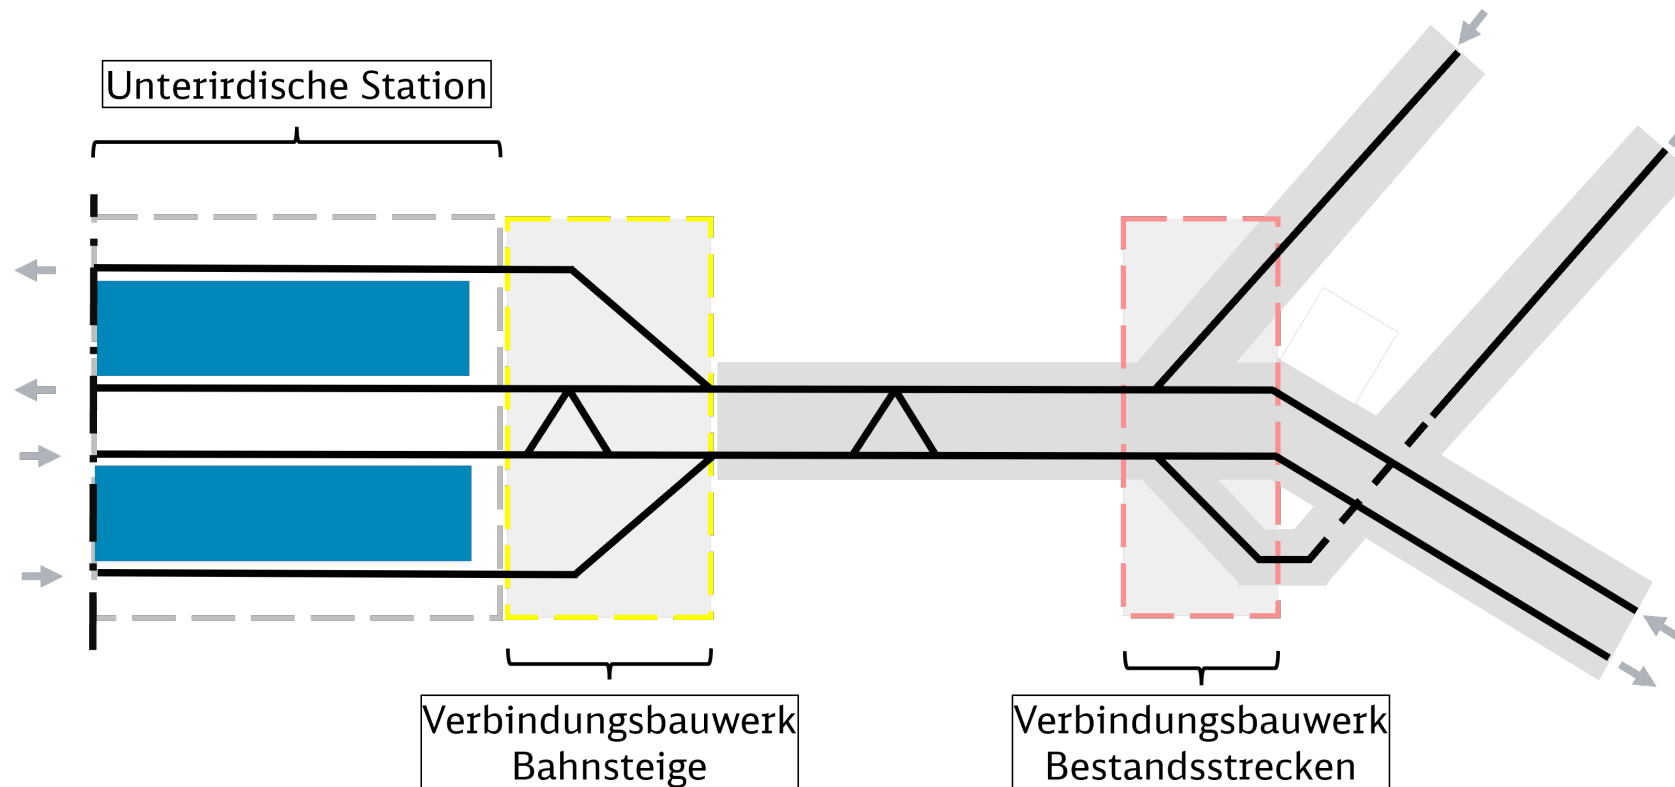 Unterirdische Station
Verbindungsbauwerk
Bahnsteige
Verbindungsbauwerk
Bestandsstrecken